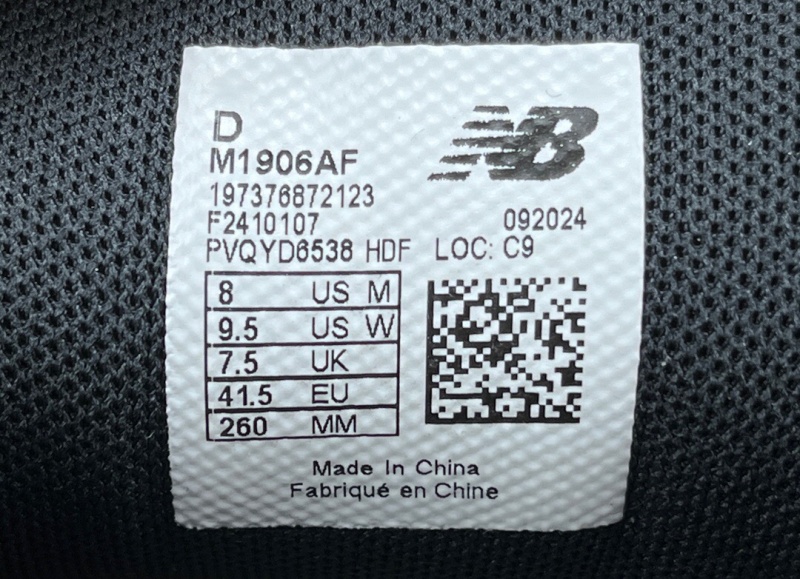 D
NB
M1906AF
197376872123
F2410107 092024
PVQYD6538 HDF LOC: C9
8 US M
9.5 US W
7.5 UK
41.5 EU
260 MM
Made In China
Fabriqué en Chine